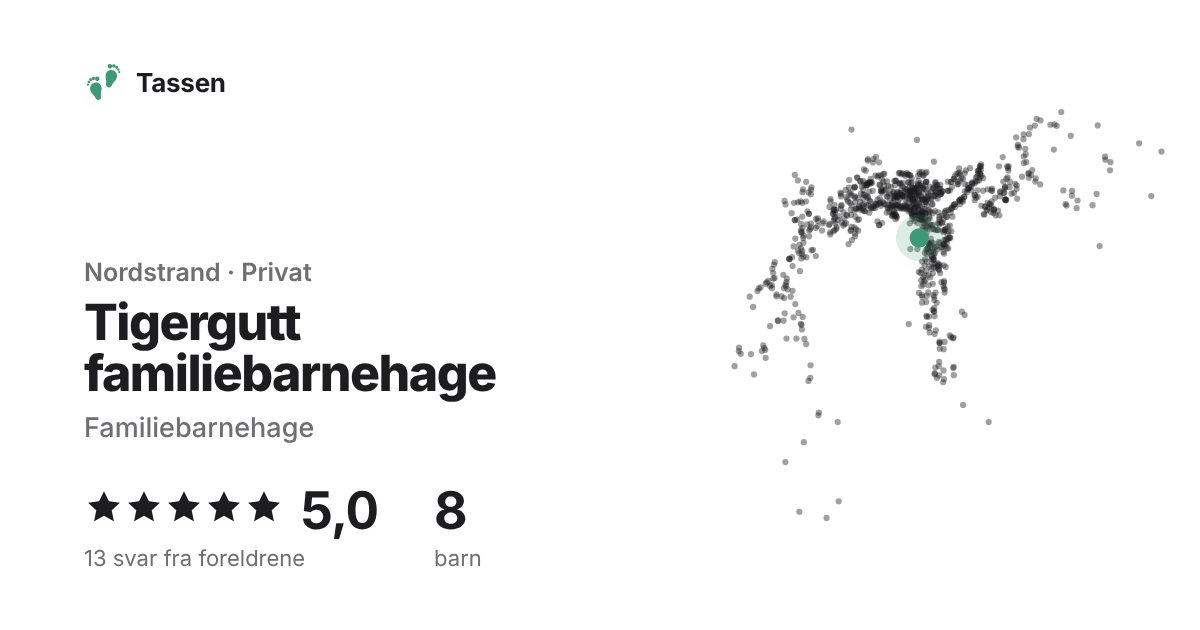 Tassen
Nordstrand · Privat
Tigergutt
familiebarnehage
Familiebarnehage
5,0
8
13 svar fra foreldrene
barn